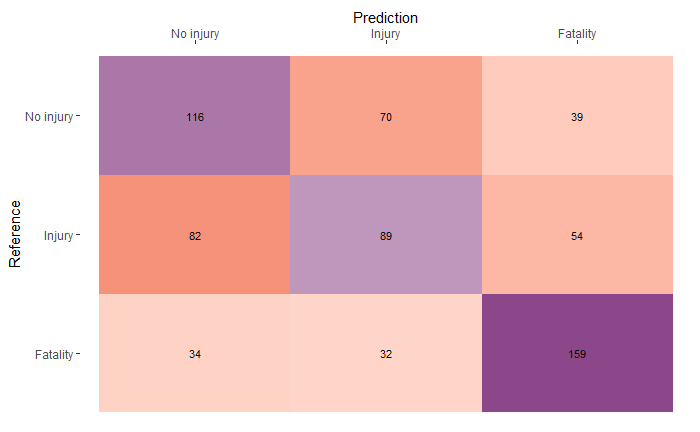 Prediction
No injury Injury Fatality
No injury 116 70 39
Reference
Injury 82 89 54
Fatality 34 32 159